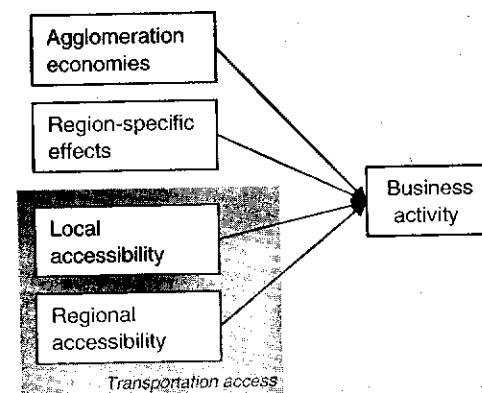 Agglomeration
economies
Region-specific
effects
Business
activity
Local
accessibility
Regional
accessibility
Transportation access